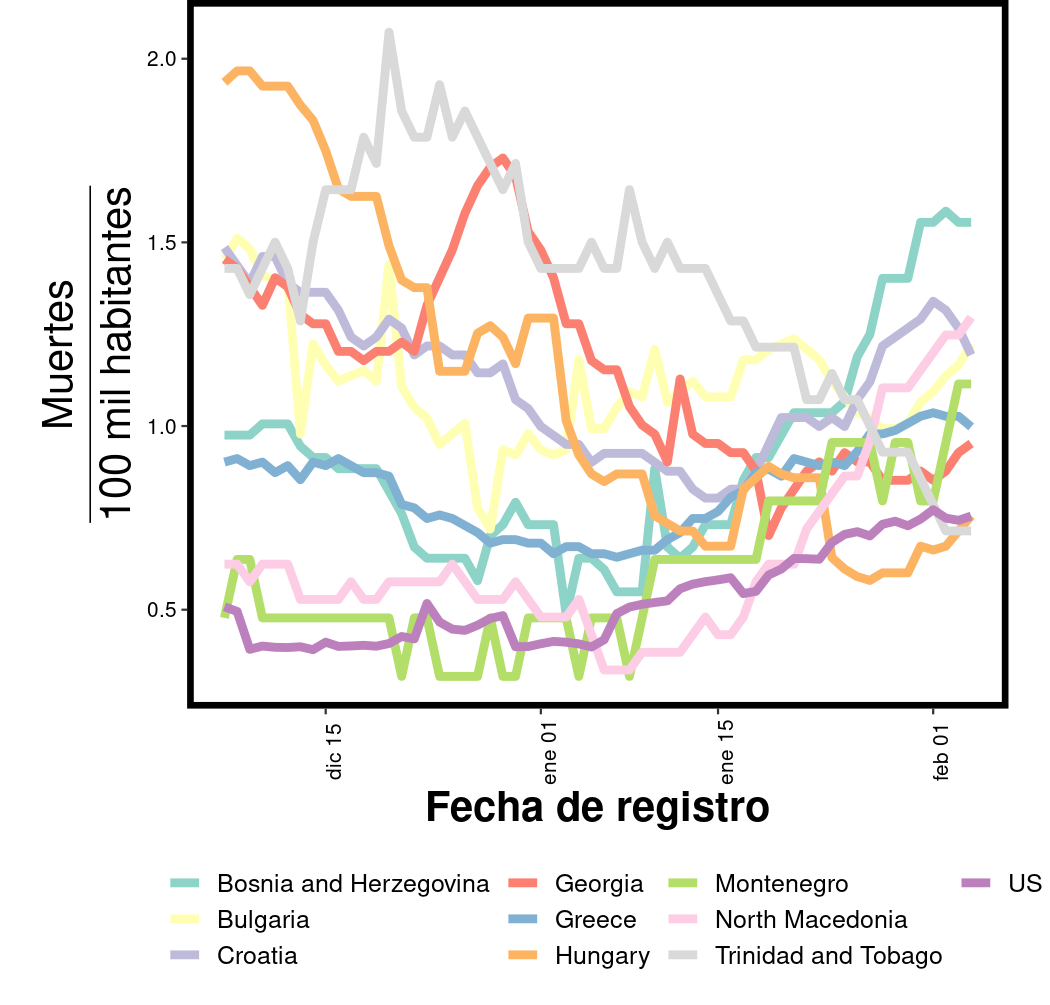 2.0
1.5
1.0
0.5
Muertes
100 mil habitantes
dic 15
ene 01
ene 15
feb 01
Fecha de registro
Bosnia and Herzegovina
Bulgaria
Croatia
Georgia
Greece
Hungary
Montenegro
North Macedonia
Trinidad and Tobago
US